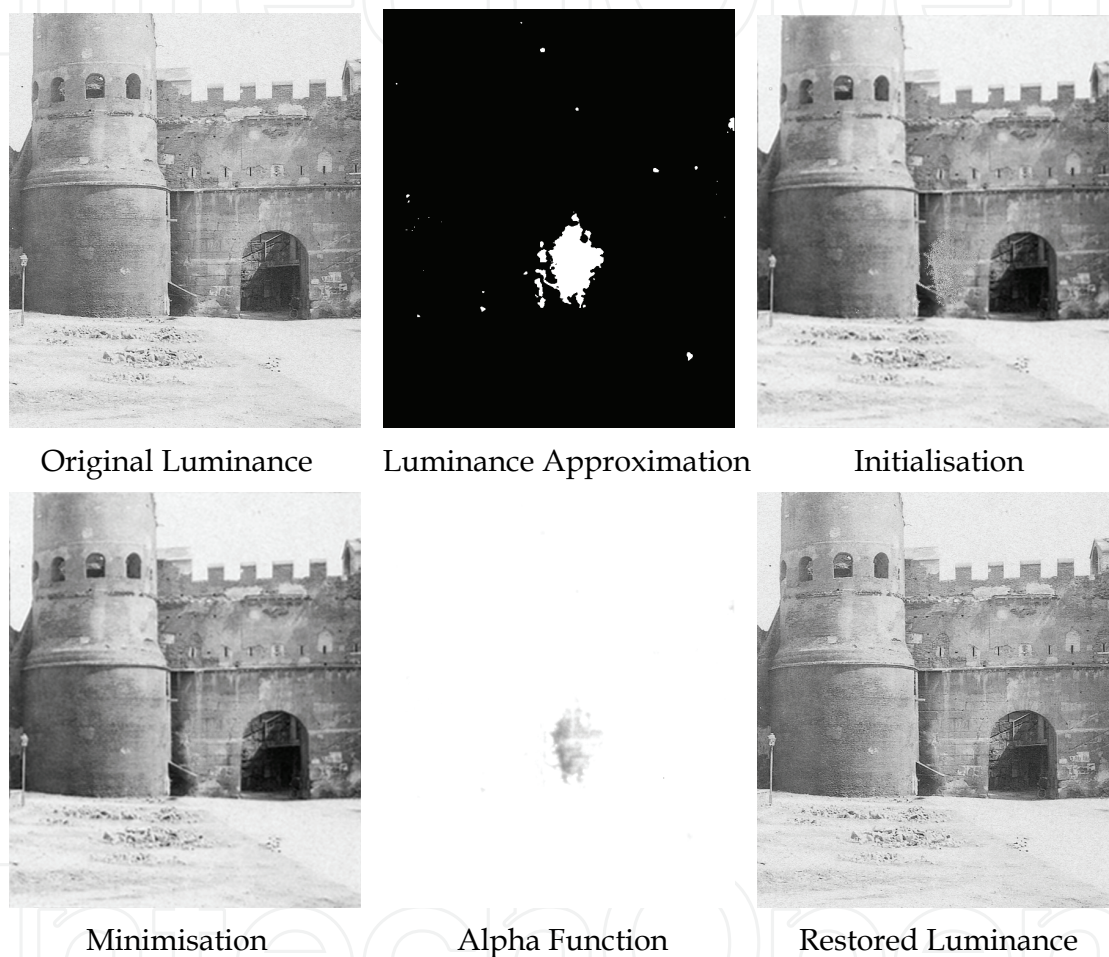 Original Luminance
Luminance Approximation
Initialisation
Minimisation
Alpha Function
Restored Luminance